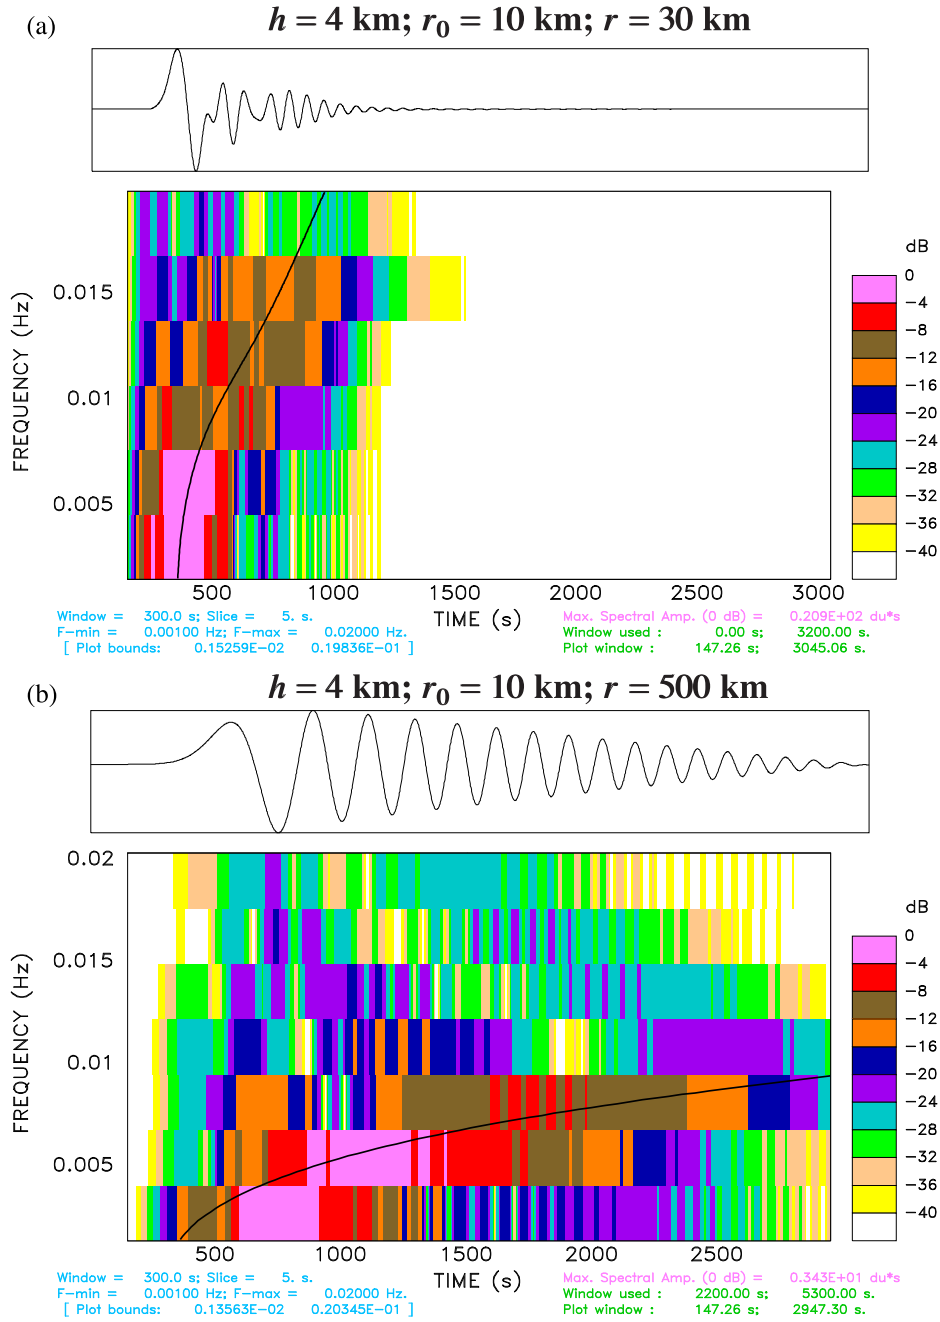 (a)
h = 4 km; r0 = 10 km; r = 30 km
dB
0
−4
−8
−12
−16
−20
−24
−28
−32
−36
−40
FREQUENCY (Hz)
0.015
0.01
0.005
500 1000 1500 2000 2500 3000
TIME (s)
Window = 300.0 s; Slice = 5. s.
F−min = 0.00100 Hz; F−max = 0.02000 Hz.
[ Plot bounds: 0.15259E−02 0.19836E−01 ]
Max. Spectral Amp. (0 dB) = 0.209E+02 du*s
Window used : 0.00 s; 3200.00 s.
Plot window : 147.26 s; 3045.06 s.
(b)
h = 4 km; r0 = 10 km; r = 500 km
dB
0
−4
−8
−12
−16
−20
−24
−28
−32
−36
−40
FREQUENCY (Hz)
0.02
0.015
0.01
0.005
500 1000 1500 2000 2500
TIME (s)
Window = 300.0 s; Slice = 5. s.
F−min = 0.00100 Hz; F−max = 0.02000 Hz.
[ Plot bounds: 0.13563E−02 0.20345E−01 ]
Max. Spectral Amp. (0 dB) = 0.343E+01 du*s
Window used : 2200.00 s; 5300.00 s.
Plot window : 147.26 s; 2947.30 s.